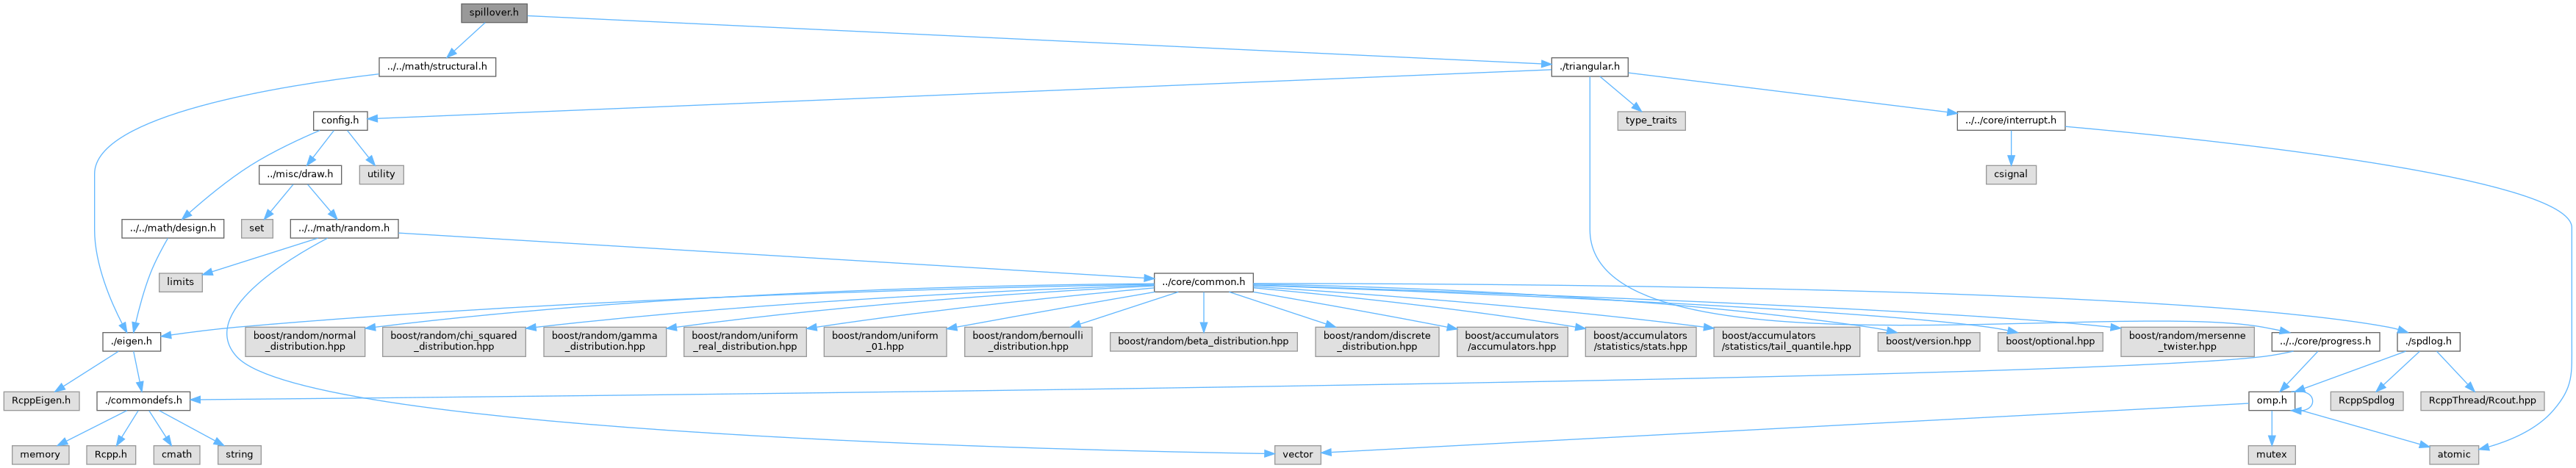 spillover.h
../../math/structural.h
./triangular.h
config.h
type_traits
../../core/interrupt.h
../misc/draw.h
utility
csignal
../../math/design.h
set
../../math/random.h
limits
../core/common.h
./eigen.h
boost/random/normal
_distribution.hpp
boost/random/chi_squared
_distribution.hpp
boost/random/gamma
_distribution.hpp
boost/random/uniform
_real_distribution.hpp
boost/random/uniform
_01.hpp
boost/random/bernoulli
_distribution.hpp
boost/random/beta_distribution.hpp
boost/random/discrete
_distribution.hpp
boost/accumulators
/accumulators.hpp
boost/accumulators
/statistics/stats.hpp
boost/accumulators
/statistics/tail_quantile.hpp
boost/version.hpp
boost/optional.hpp
boost/random/mersenne
_twister.hpp
../../core/progress.h
./spdlog.h
RcppEigen.h
./commondefs.h
omp.h
RcppSpdlog
RcppThread/Rcout.hpp
memory
Rcpp.h
cmath
string
vector
mutex
atomic